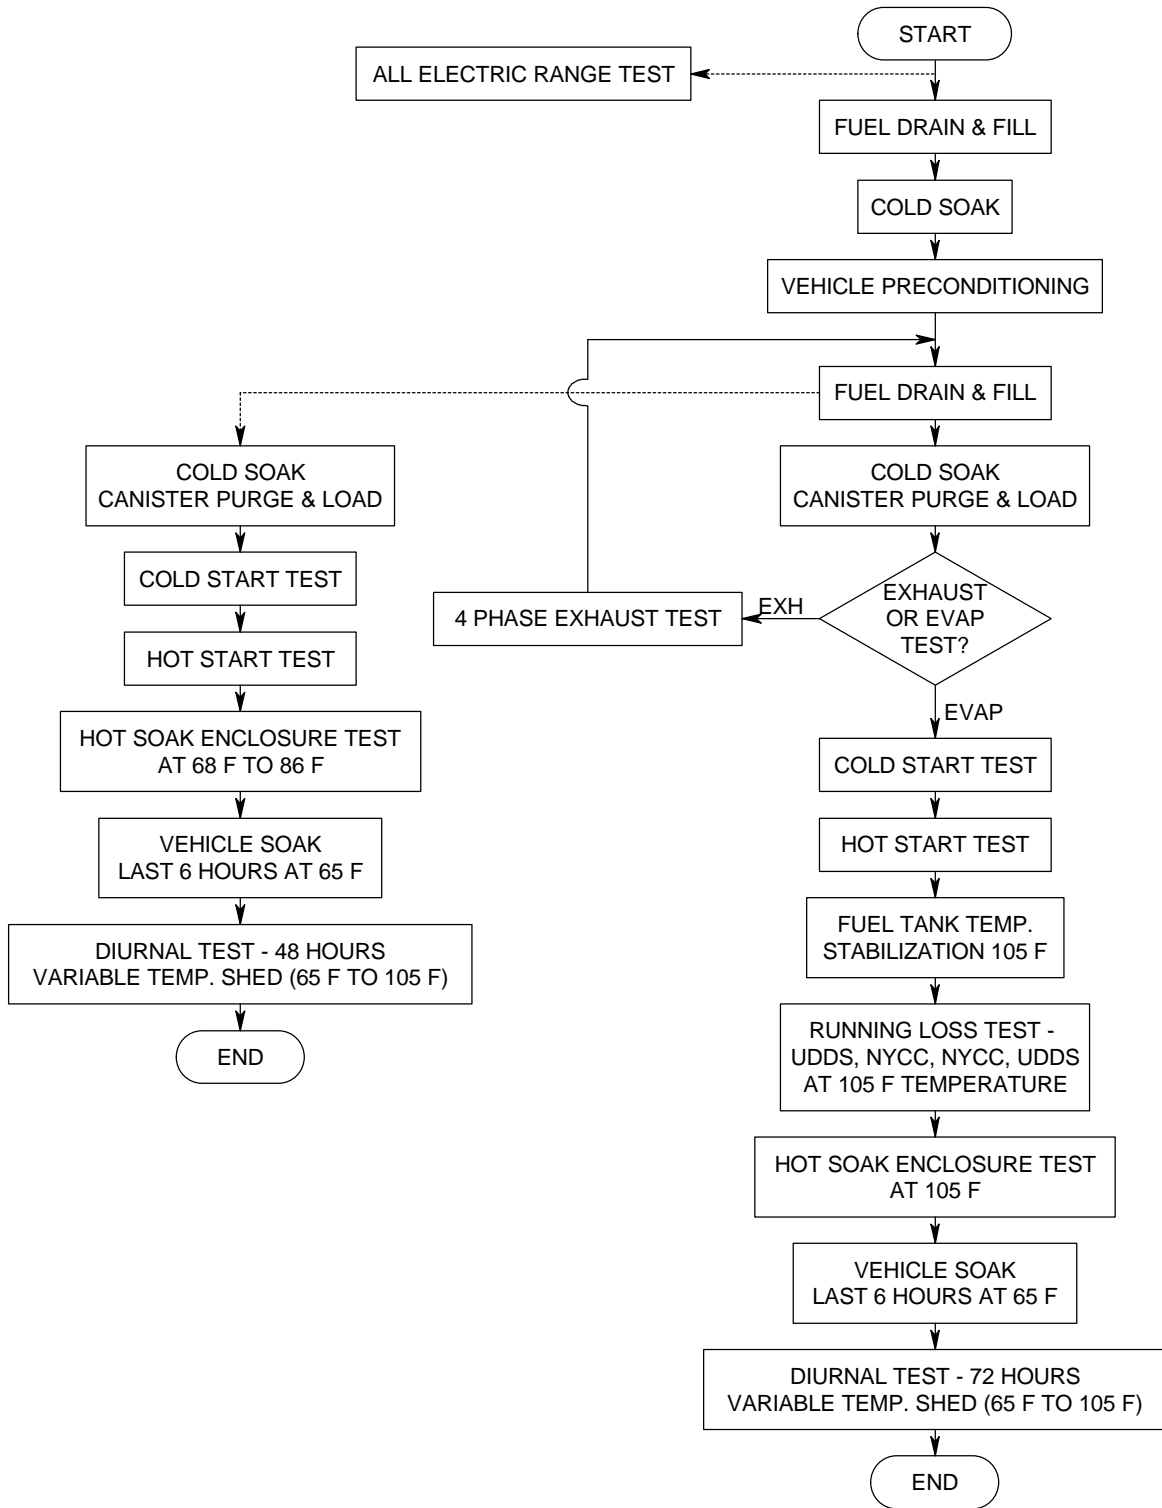 START
ALL ELECTRIC RANGE TEST
FUEL DRAIN & FILL
COLD SOAK
VEHICLE PRECONDITIONING
FUEL DRAIN & FILL
COLD SOAK
CANISTER PURGE & LOAD
EXHAUST
OR EVAP
TEST?
EXH
4 PHASE EXHAUST TEST
EVAP
COLD START TEST
HOT START TEST
FUEL TANK TEMP.
STABILIZATION 105 F
RUNNING LOSS TEST -
UDDS, NYCC, NYCC, UDDS
AT 105 F TEMPERATURE
HOT SOAK ENCLOSURE TEST
AT 105 F
VEHICLE SOAK
LAST 6 HOURS AT 65 F
DIURNAL TEST - 72 HOURS
VARIABLE TEMP. SHED (65 F TO 105 F)
END
COLD SOAK
CANISTER PURGE & LOAD
COLD START TEST
HOT START TEST
HOT SOAK ENCLOSURE TEST
AT 68 F TO 86 F
VEHICLE SOAK
LAST 6 HOURS AT 65 F
DIURNAL TEST - 48 HOURS
VARIABLE TEMP. SHED (65 F TO 105 F)
END